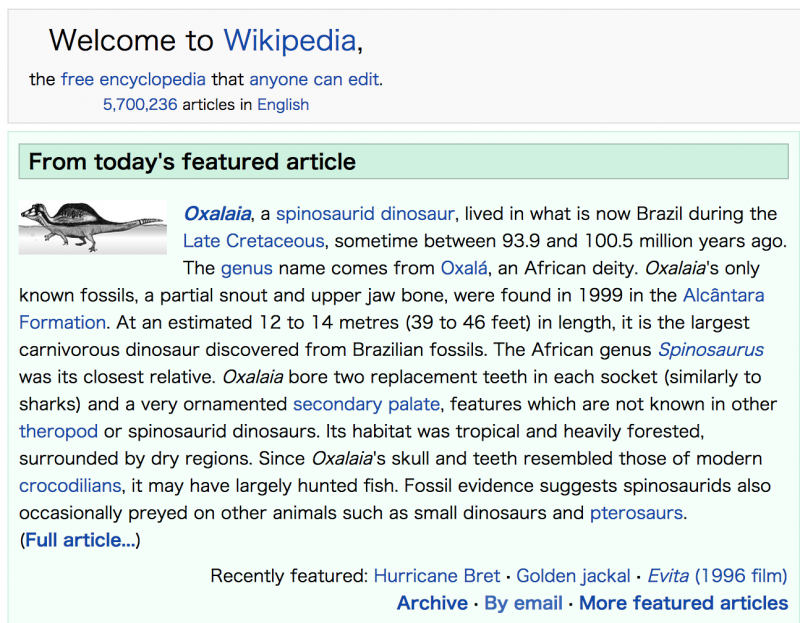 Welcome to Wikipedia,
the free encyclopedia that anyone can edit.
5,700,236 articles in English
From today's featured article
Oxalaia, a spinosaurid dinosaur, lived in what is now Brazil during the
Late Cretaceous, sometime between 93.9 and 100.5 million years ago.
The genus name comes from Oxalá, an African deity. Oxalaia's only
known fossils, a partial snout and upper jaw bone, were found in 1999 in the Alcântara
Formation. At an estimated 12 to 14 metres (39 to 46 feet) in length, it is the largest
carnivorous dinosaur discovered from Brazilian fossils. The African genus Spinosaurus
was its closest relative. Oxalaia bore two replacement teeth in each socket (similarly to
sharks) and a very ornamented secondary palate, features which are not known in other
theropod or spinosaurid dinosaurs. Its habitat was tropical and heavily forested,
surrounded by dry regions. Since Oxalaia's skull and teeth resembled those of modern
crocodilians, it may have largely hunted fish. Fossil evidence suggests spinosaurids also
occasionally preyed on other animals such as small dinosaurs and pterosaurs.
(Full article...)
Recently featured: Hurricane Bret · Golden jackal · Evita (1996 film)
Archive · By email · More featured articles